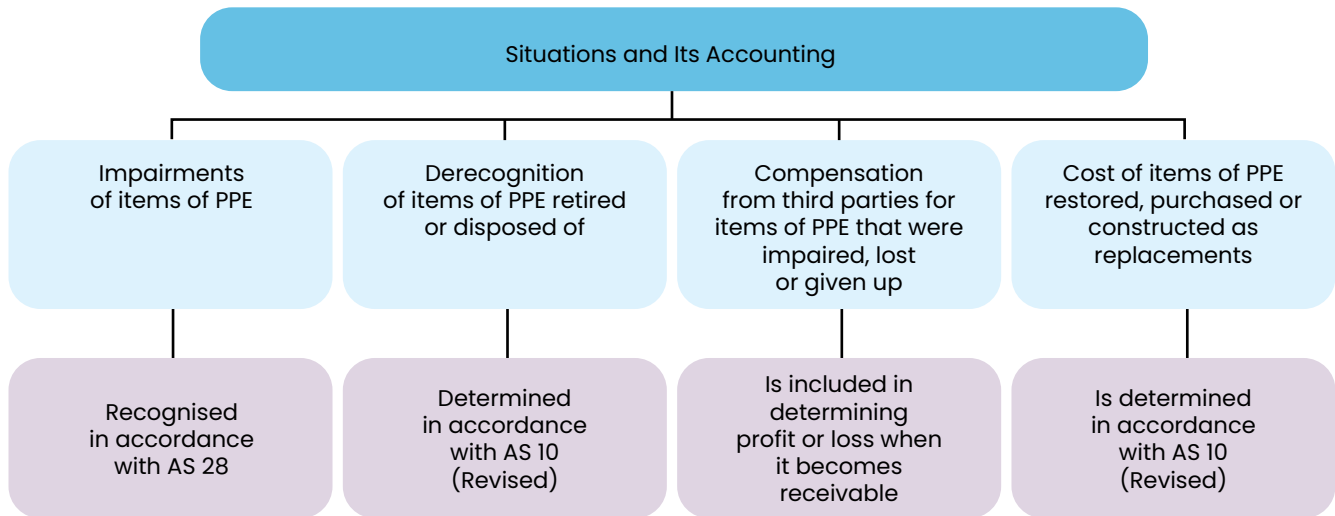 Situations and Its Accounting
Impairments
of items of PPE
Derecognition
of items of PPE retired
or disposed of
Compensation
from third parties for
items of PPE that were
impaired, lost
or given up
Cost of items of PPE
restored, purchased or
constructed as
replacements
Recognised
in accordance
with AS 28
Determined
in accordance
with AS 10
(Revised)
Is included in
determining
profit or loss when
it becomes
receivable
Is determined
in accordance
with AS 10
(Revised)